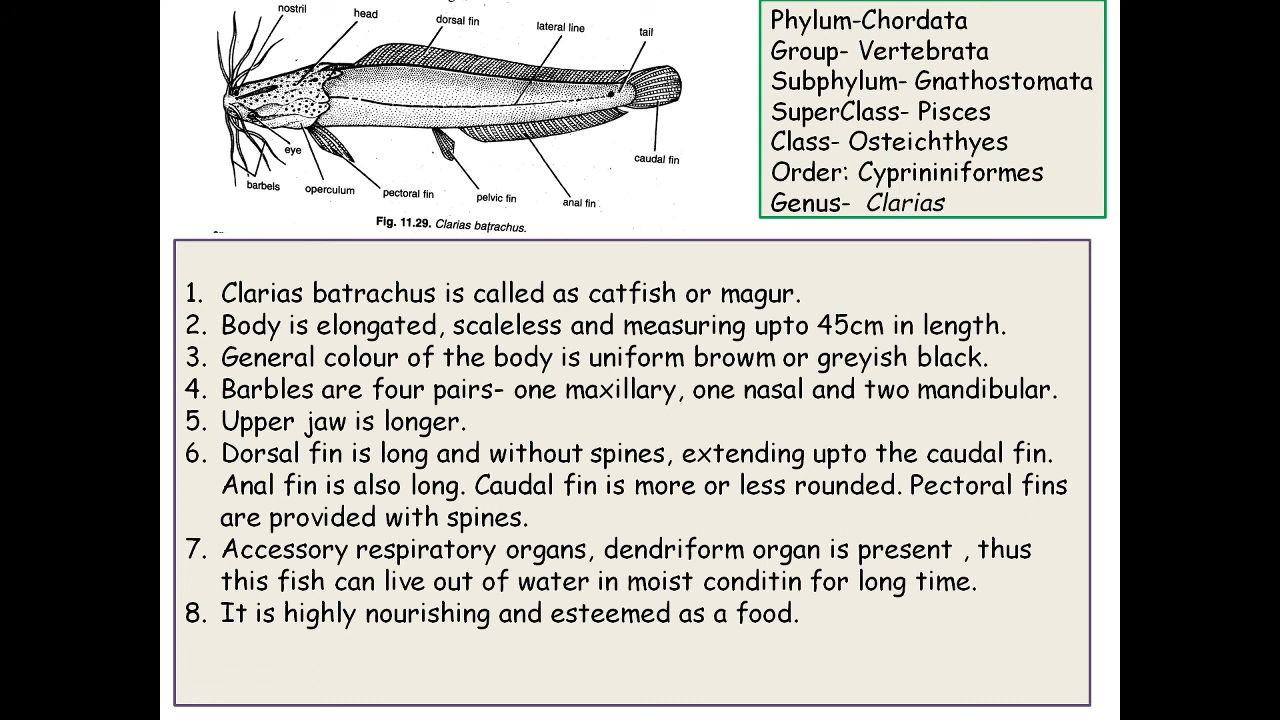 nostril
head
dorsal fin
lateral line
tail
eye
barbels
operculum
pectoral fin
pelvic fin
anal fin
caudal fin
Fig. 11.29. Clarias batrachus.
Phylum-Chordata
Group- Vertebrata
Subphylum- Gnathostomata
SuperClass- Pisces
Class- Osteichthyes
Order: Cyprininiformes
Genus- Clarias
1. Clarias batrachus is called as catfish or magur.
2. Body is elongated, scaleless and measuring upto 45cm in length.
3. General colour of the body is uniform browm or greyish black.
4. Barbles are four pairs- one maxillary, one nasal and two mandibular.
5. Upper jaw is longer.
6. Dorsal fin is long and without spines, extending upto the caudal fin.
Anal fin is also long. Caudal fin is more or less rounded. Pectoral fins
are provided with spines.
7. Accessory respiratory organs, dendriform organ is present , thus
this fish can live out of water in moist conditin for long time.
8. It is highly nourishing and esteemed as a food.